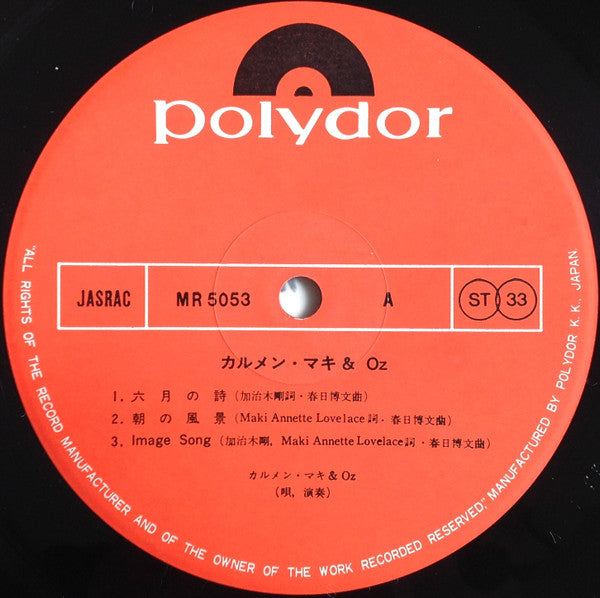 polydor
JASRAC MR 5053 A ST 33
カルメン・マキ & Oz
1. 六月の詩 (加治木剛詞・春日博文曲)
2. 朝の風景 (Maki Annette Lovelace詞・春日博文曲)
3. Image Song (加治木剛, Maki Annette Lovelace詞・春日博文曲)
カルメン・マキ & Oz
(唄, 演奏)
"ALL RIGHTS OF THE RECORD MANUFACTURER AND OF THE OWNER OF THE WORK RECORDED RESERVED," MANUFACTURED BY POLYDOR K. K., JAPAN